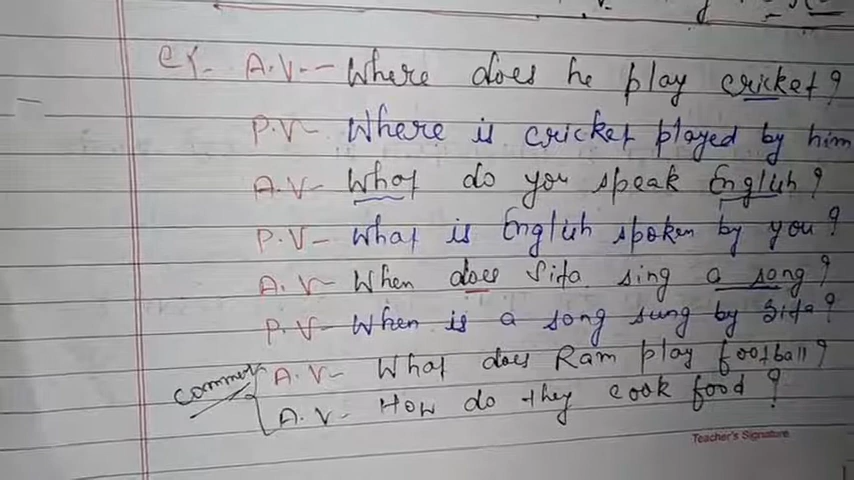 ex- A.V-- Where does he play cricket?
P.V- Where is cricket played by him
A.V- What do you speak English?
P.V- What is English spoken by you?
A.V- When does Sita sing a song?
P.V- When is a song sung by Sita?
A.V- What does Ram play football?
comment
A.V- How do they cook food?
Teacher's Signature